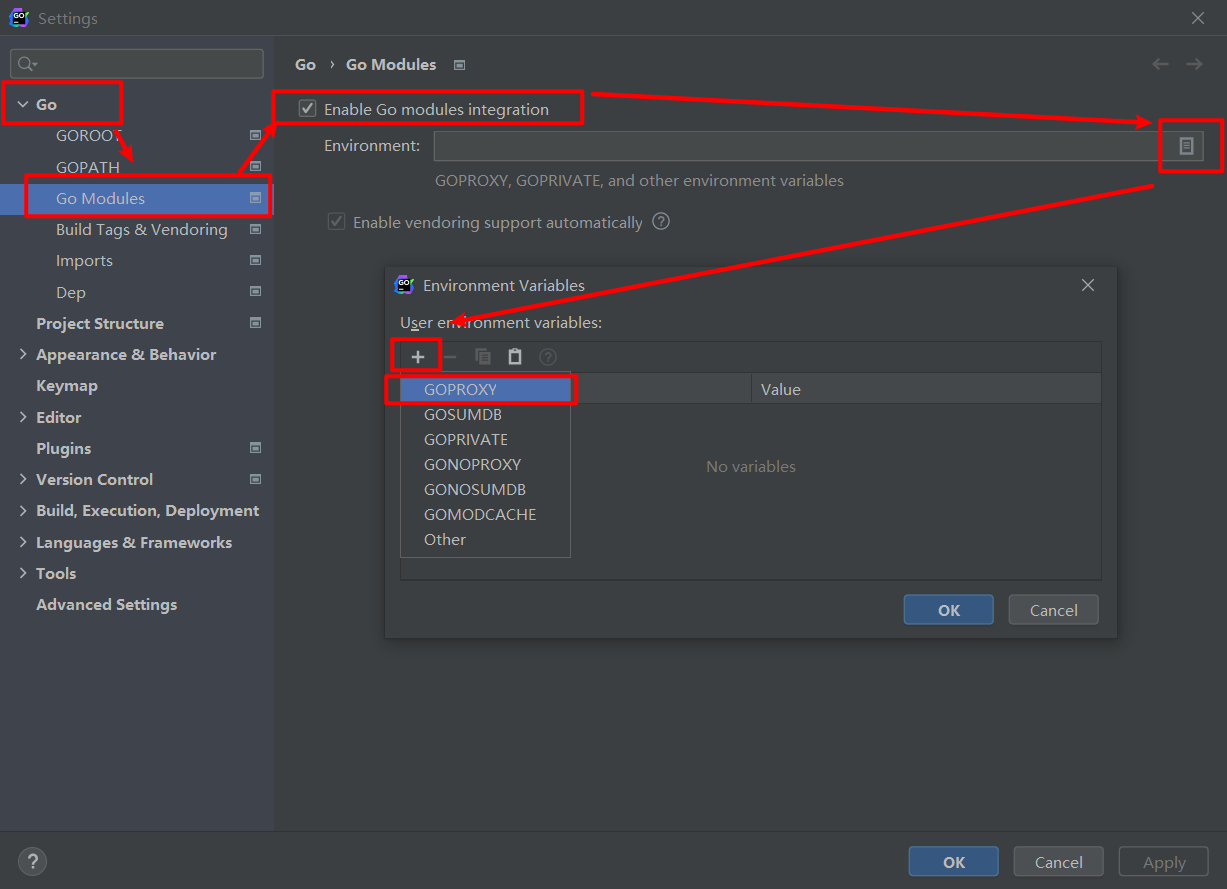 Settings
Go
GOROOT
GOPATH
Go Modules
Build Tags & Vendoring
Imports
Dep
Project Structure
Appearance & Behavior
Keymap
Editor
Plugins
Version Control
Build, Execution, Deployment
Languages & Frameworks
Tools
Advanced Settings
Go › Go Modules
Enable Go modules integration
Environment:
GOPROXY, GOPRIVATE, and other environment variables
Enable vendoring support automatically ?
GO Environment Variables
User environment variables:
+ − ?
GOPROXY
Value
GOSUMDB
GOPRIVATE
GONOPROXY
No variables
GONOSUMDB
GOMODCACHE
Other
OK Cancel
? OK Cancel Apply